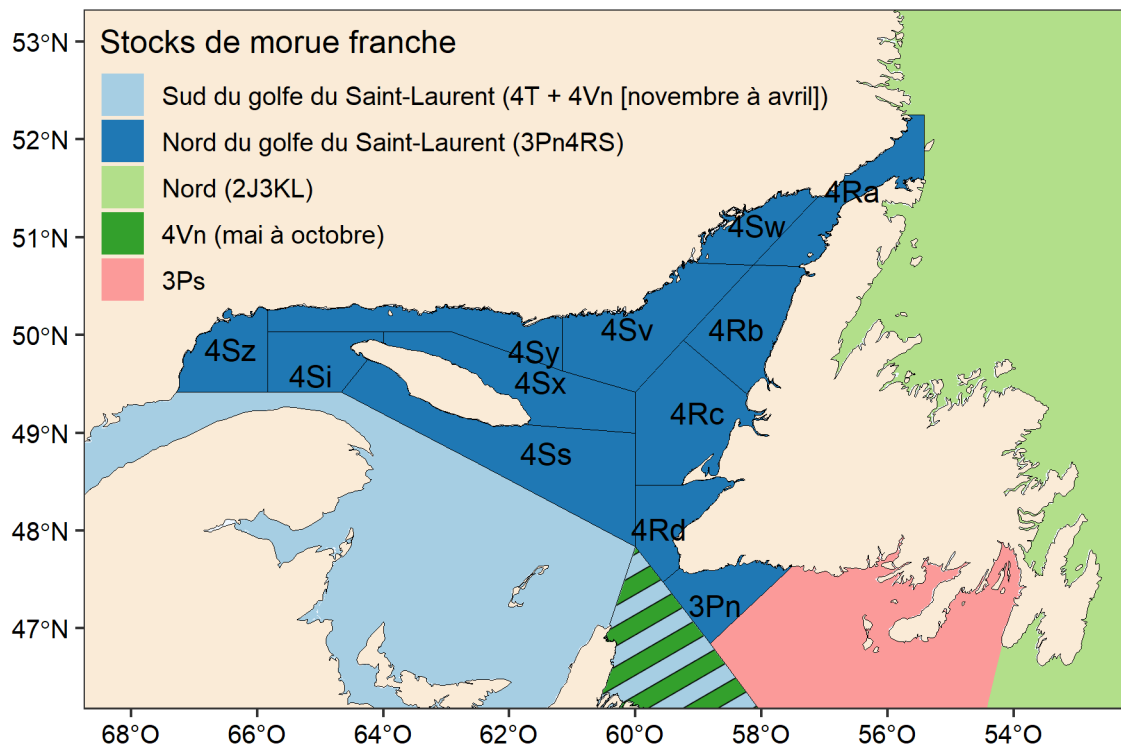 Stocks de morue franche
Sud du golfe du Saint-Laurent (4T + 4Vn [novembre à avril])
Nord du golfe du Saint-Laurent (3Pn4RS)
Nord (2J3KL)
4Vn (mai à octobre)
3Ps
53°N
52°N
51°N
50°N
49°N
48°N
47°N
4Ra
4Sw
4Sv
4Rb
4Sz
4Sy
4Si
4Sx
4Rc
4Ss
4Rd
3Pn
68°O 66°O 64°O 62°O 60°O 58°O 56°O 54°O